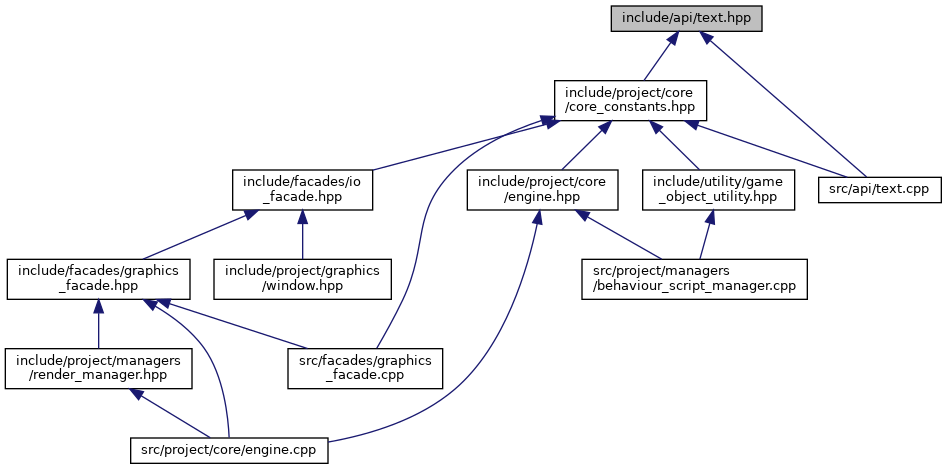 include/api/text.hpp
include/project/core
/core_constants.hpp
include/facades/io
_facade.hpp
include/project/core
/engine.hpp
include/utility/game
_object_utility.hpp
src/api/text.cpp
include/facades/graphics
_facade.hpp
include/project/graphics
/window.hpp
src/project/managers
/behaviour_script_manager.cpp
include/project/managers
/render_manager.hpp
src/facades/graphics
_facade.cpp
src/project/core/engine.cpp